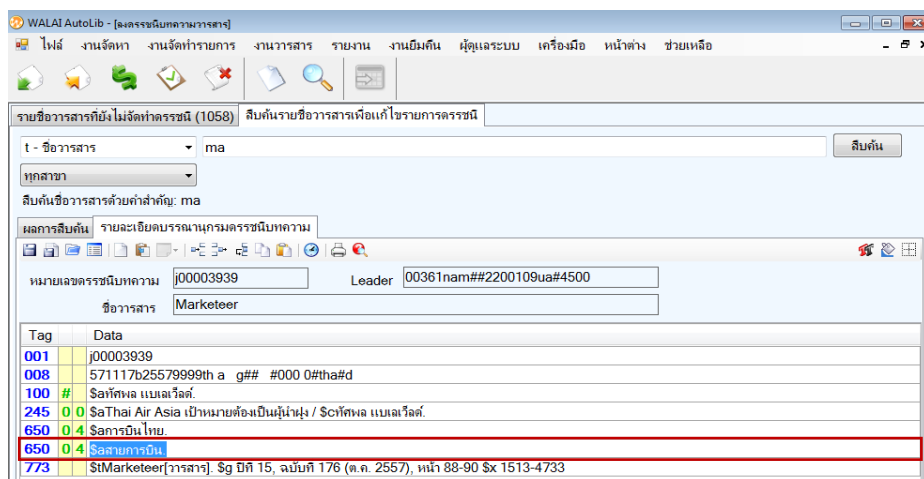 WALAI AutoLib - [ลงดรรชนีบทความวารสาร]
ไฟล์ งานจัดหา งานจัดทำรายการ งานวารสาร รายงาน งานยืมคืน ผู้ดูแลระบบ เครื่องมือ หน้าต่าง ช่วยเหลือ
รายชื่อวารสารที่ยังไม่จัดทำดรรชนี (1058) สืบค้นรายชื่อวารสารเพื่อแก้ไขรายการดรรชนี
t - ชื่อวารสาร ma สืบค้น
ทุกสาขา
สืบค้นชื่อวารสารด้วยคำสำคัญ: ma
ผลการสืบค้น รายละเอียดบรรณานุกรมดรรชนีบทความ
หมายเลขดรรชนีบทความ j00003939 Leader 00361nam##2200109ua#4500
ชื่อวารสาร Marketeer
Tag Data
001 j00003939
008 571117b25579999th a g## #000 0#tha#d
100 # $aทัศพล แบเลเว็ลด์.
245 0 0 $aThai Air Asia เป้าหมายต้องเป็นผู้นำฝูง / $cทัศพล แบเลเว็ลด์.
650 0 4 $aการบินไทย.
650 0 4 $aสายการบิน.
773 $tMarketeer[วารสาร]. $g ปีที่ 15, ฉบับที่ 176 (ต.ค. 2557), หน้า 88-90 $x 1513-4733